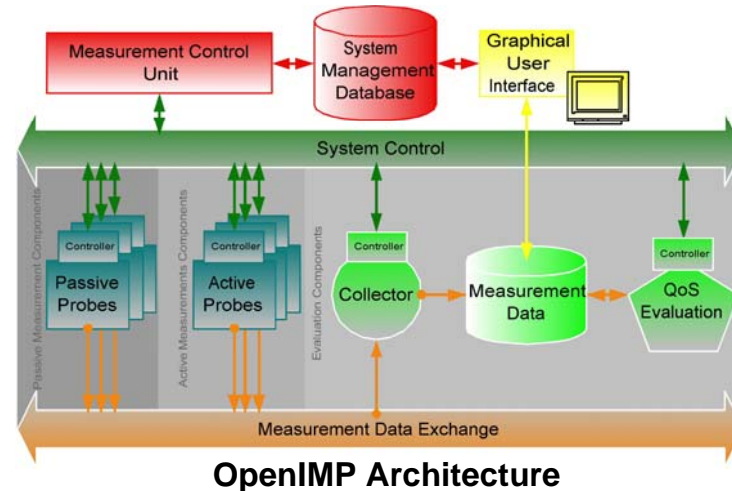 Measurement Control
Unit
System
Management
Database
Graphical
User
Interface
System Control
Passive Measurement Components
Controller
Passive
Probes
Active Measurements Components
Controller
Active
Probes
Evaluation Components
Controller
Collector
Measurement
Data
Controller
QoS
Evaluation
Measurement Data Exchange
OpenIMP Architecture